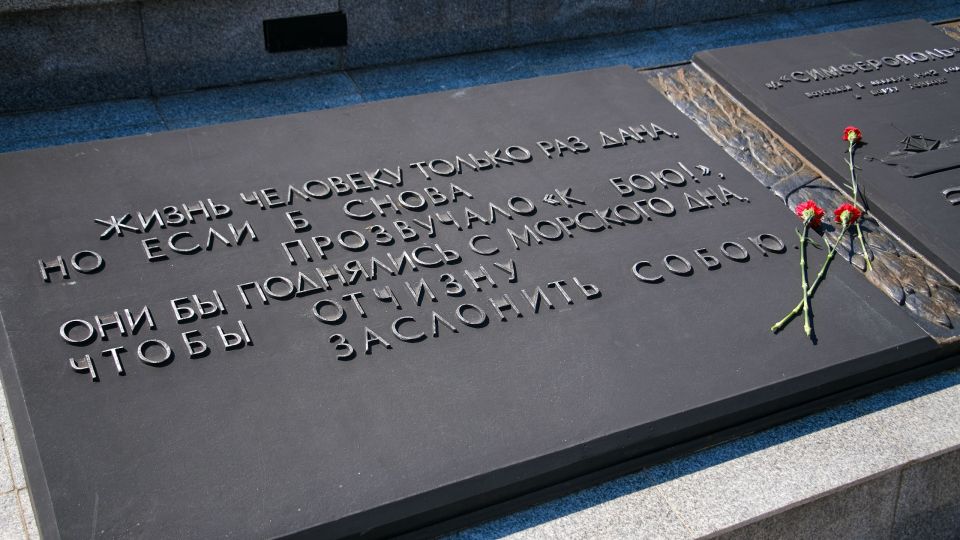 ЖИЗНЬ ЧЕЛОВЕКУ ТОЛЬКО РАЗ ДАНА,
НО ЕСЛИ Б СНОВА
ПРОЗВУЧАЛО «К БОЮ!»,
ОНИ БЫ ПОДНЯЛИСЬ С МОРСКОГО ДНА,
ЧТОБЫ ОТЧИЗНУ
ЗАСЛОНИТЬ СОБОЮ.
«СИМФЕРОПОЛЬ